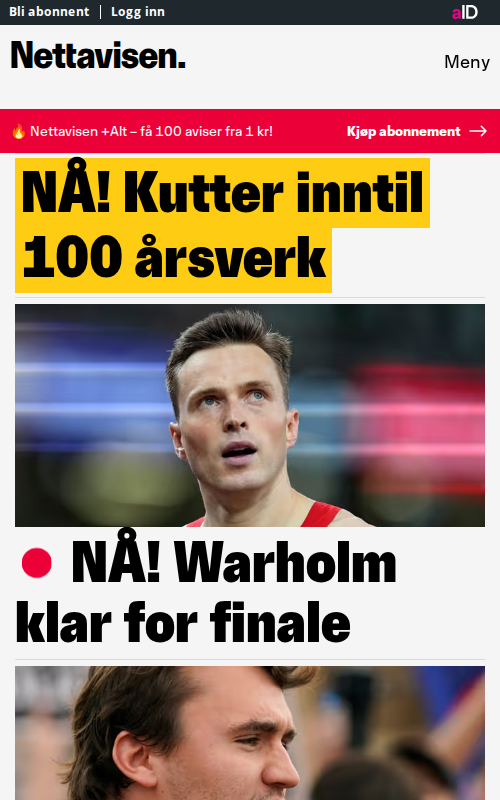 Bli abonnent | Logg inn
aID
Nettavisen.
Meny
🔥 Nettavisen +Alt – få 100 aviser fra 1 kr!
Kjøp abonnement →
NÅ! Kutter inntil
100 årsverk
NÅ! Warholm
klar for finale